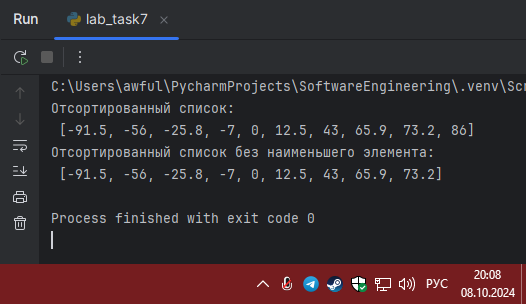 Run lab_task7
C:\Users\awful\PycharmProjects\SoftwareEngineering\.venv\Scr
Отсортированный список:
[-91.5, -56, -25.8, -7, 0, 12.5, 43, 65.9, 73.2, 86]
Отсортированный список без наименьшего элемента:
[-91.5, -56, -25.8, -7, 0, 12.5, 43, 65.9, 73.2]
Process finished with exit code 0
РУС 20:08
08.10.2024